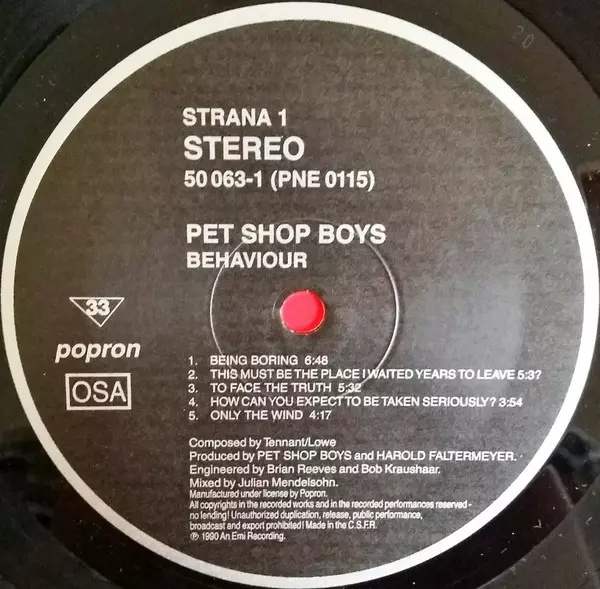 STRANA 1
STEREO
50 063-1 (PNE 0115)
PET SHOP BOYS
BEHAVIOUR
33
popron
OSA
1. BEING BORING 6:48
2. THIS MUST BE THE PLACE I WAITED YEARS TO LEAVE 5:3?
3. TO FACE THE TRUTH 5:32
4. HOW CAN YOU EXPECT TO BE TAKEN SERIOUSLY? 3:54
5. ONLY THE WIND 4:17
Composed by Tennant/Lowe
Produced by PET SHOP BOYS and HAROLD FALTERMEYER.
Engineered by Brian Reeves and Bob Kraushaar.
Mixed by Julian Mendelsohn.
Manufactured under license by Popron.
All copyrights in the recorded works and in the recorded performances reserved -
no lending! Unauthorized duplication, release, public performance,
broadcast and export prohibited! Made in the C.S.F.R.
℗ 1990 An Emi Recording.